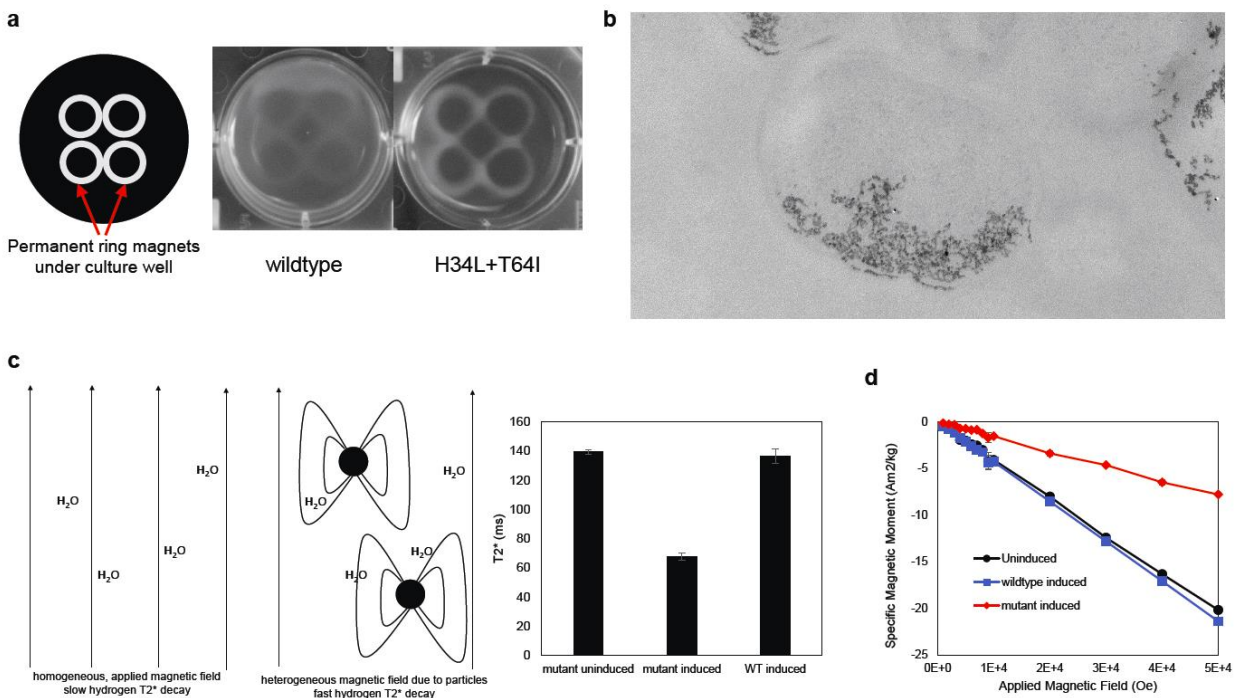 a
Permanent ring magnets
under culture well
wildtype
H34L+T64I
b
c
H₂O
H₂O
H₂O
H₂O
homogeneous, applied magnetic field
slow hydrogen T2* decay
H₂O
H₂O
H₂O
H₂O
heterogeneous magnetic field due to particles
fast hydrogen T2* decay
T2* (ms)
160
140
120
100
80
60
40
20
0
mutant uninduced
mutant induced
WT induced
d
Specific Magnetic Moment (Am2/kg)
0
-5
-10
-15
-20
-25
Uninduced
wildtype induced
mutant induced
0E+0
1E+4
2E+4
3E+4
4E+4
5E+4
Applied Magnetic Field (Oe)